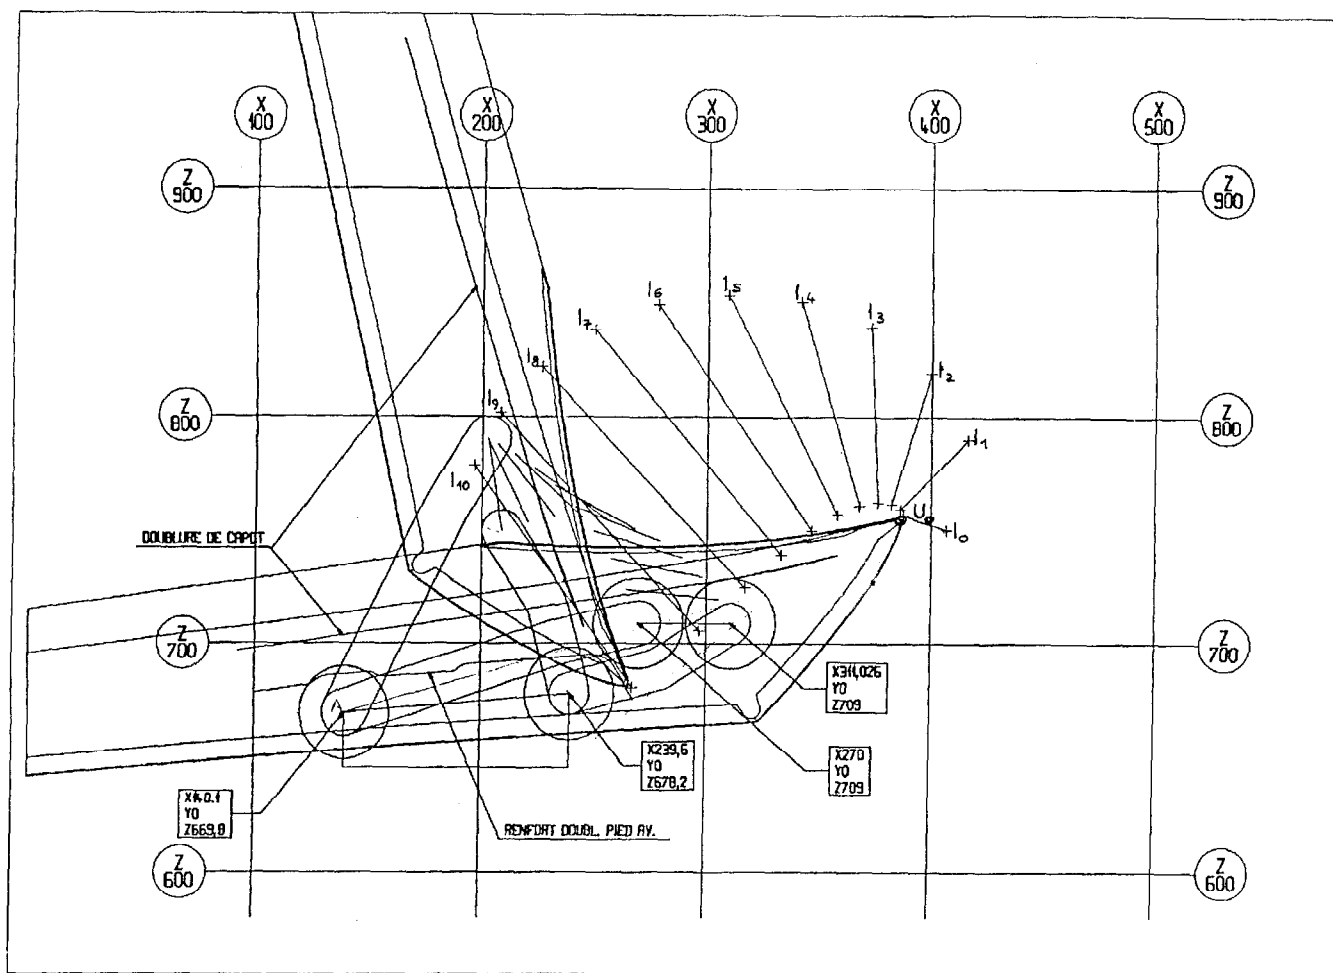 X
100
X
200
X
300
X
400
X
500
Z
900
Z
900
I5
I6
I4
I7
I3
I8
I2
I9
Z
800
Z
800
I1
I10
U
I0
DOUBLURE DE CAPOT
Z
700
Z
700
X311,026
Y0
Z709
X239,6
Y0
Z678,2
X270
Y0
Z709
X140.1
Y0
Z669,8
RENFORT DOUBL. PIED AV.
Z
600
Z
600